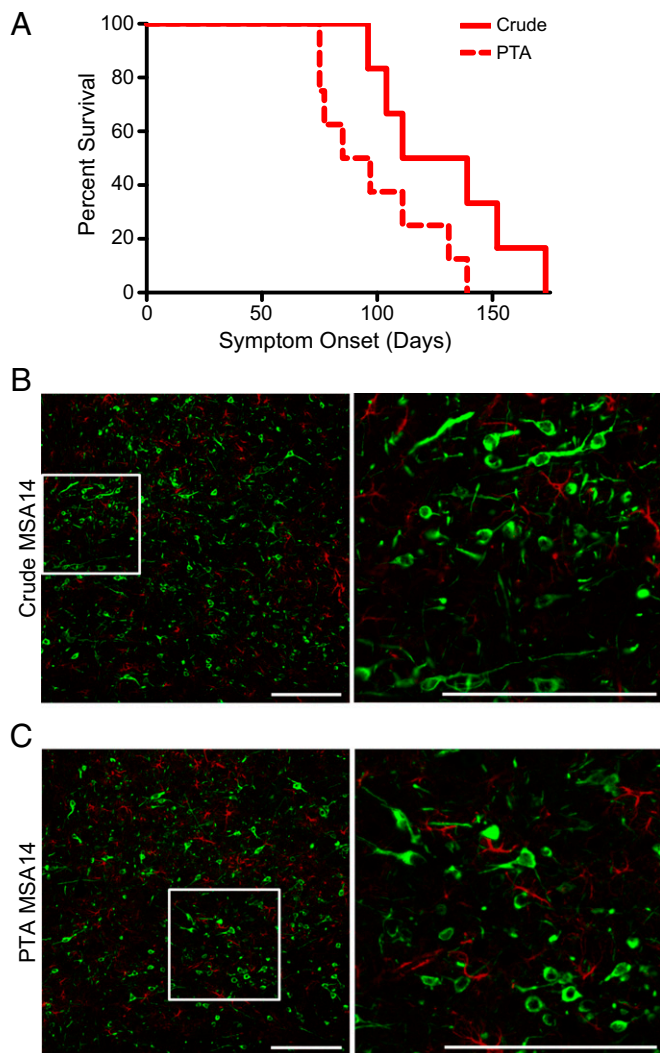 A
Crude
PTA
Percent Survival
100
80
60
40
20
0
0 50 100 150
Symptom Onset (Days)
B
Crude MSA14
C
PTA MSA14